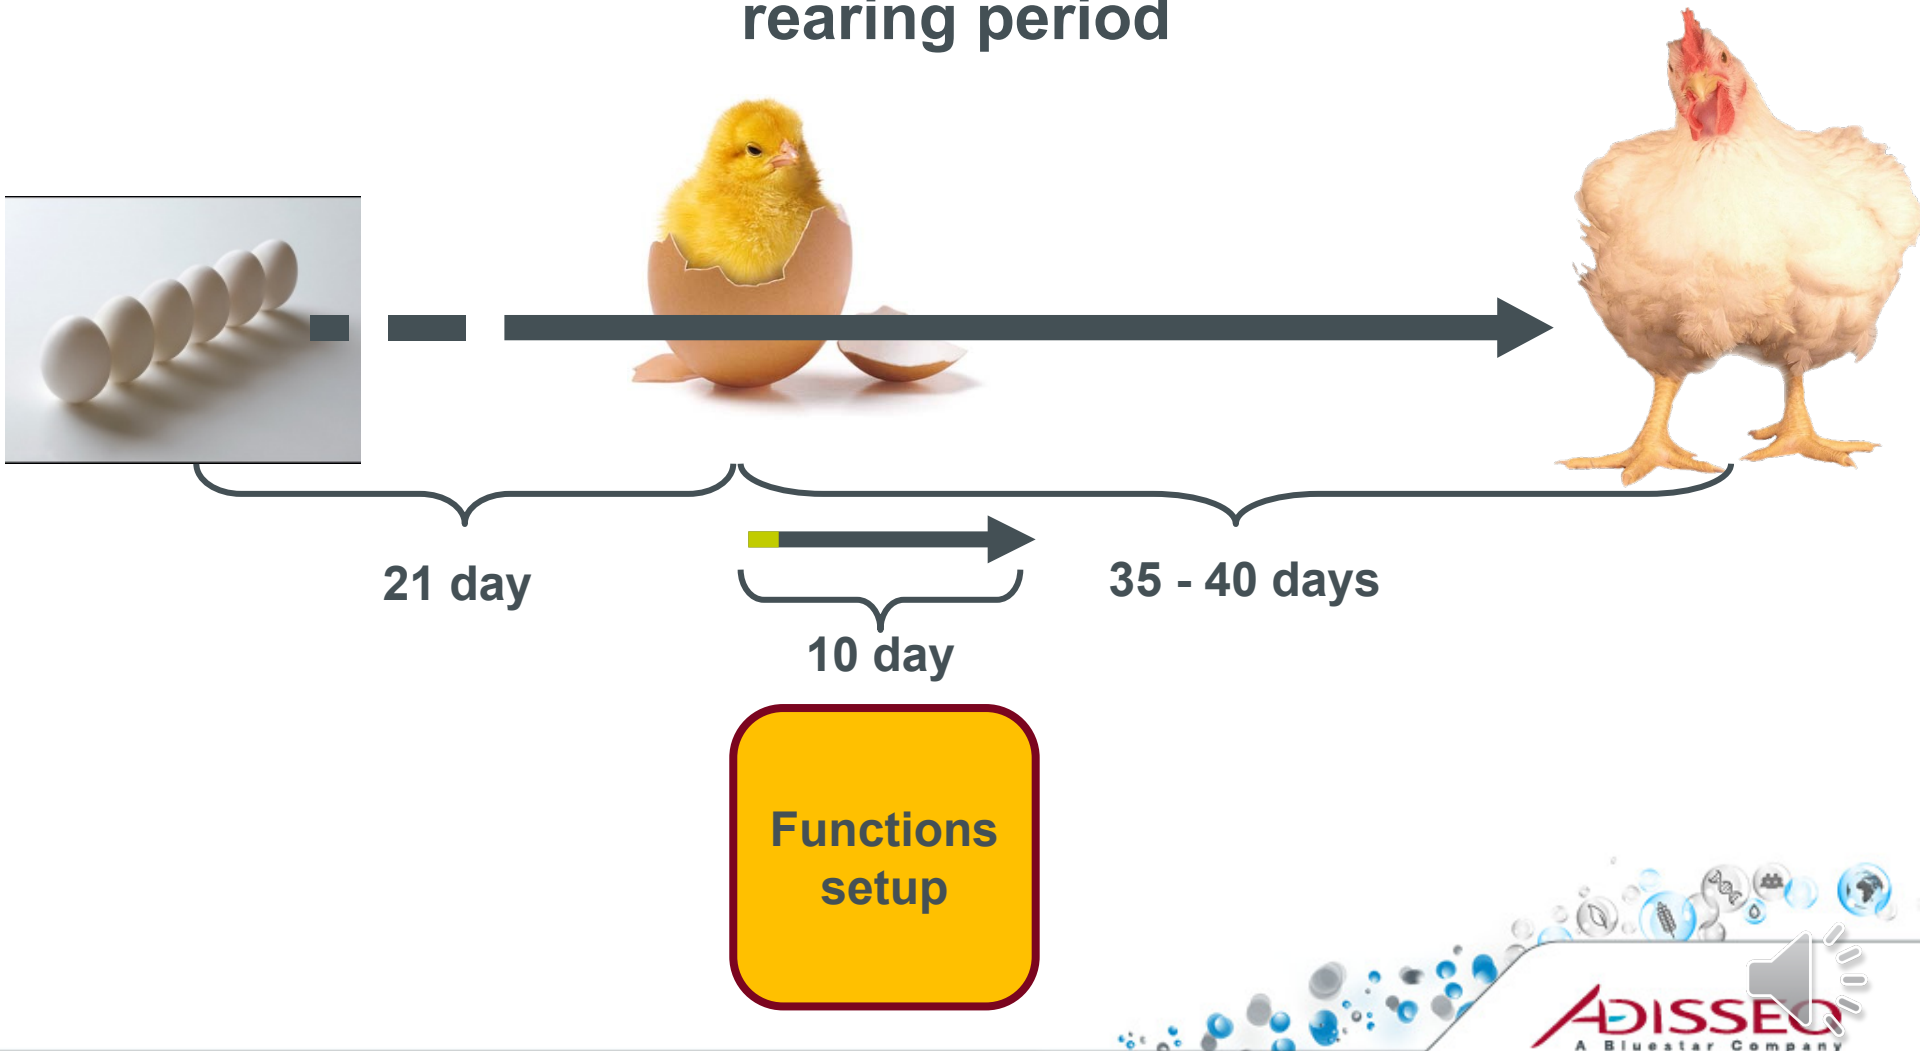 rearing period
21 day
35 - 40 days
10 day
Functions
setup
ADISSEO
A Bluestar Company